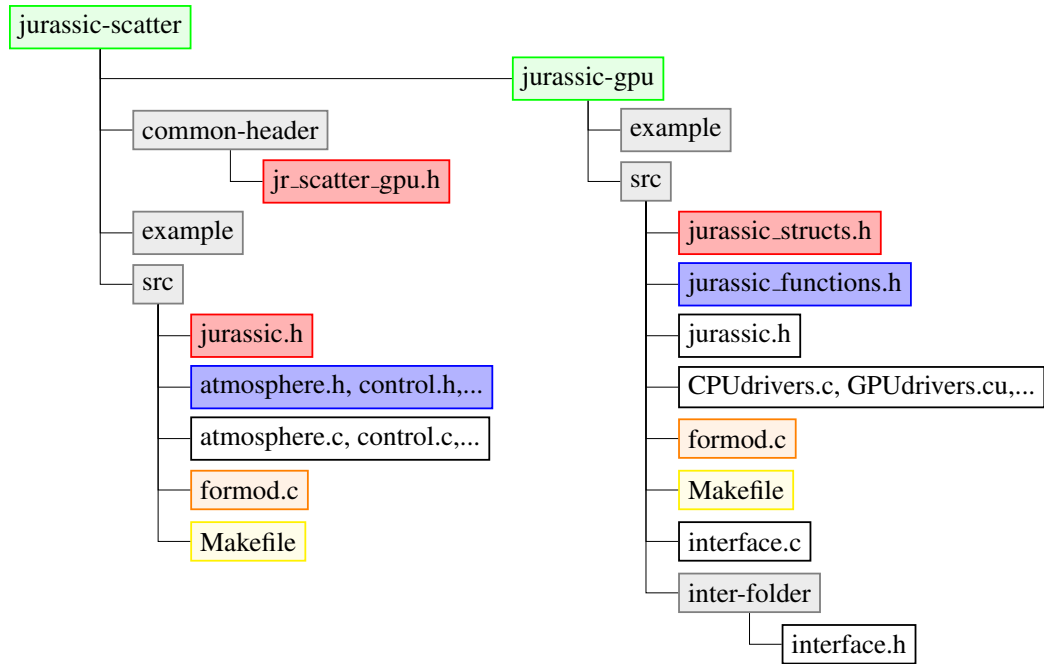 jurassic-scatter
jurassic-gpu
common-header
example
jr_scatter_gpu.h
src
example
jurassic_structs.h
src
jurassic_functions.h
jurassic.h
jurassic.h
atmosphere.h, control.h,...
CPUdrivers.c, GPUdrivers.cu,...
atmosphere.c, control.c,...
formod.c
formod.c
Makefile
Makefile
interface.c
inter-folder
interface.h